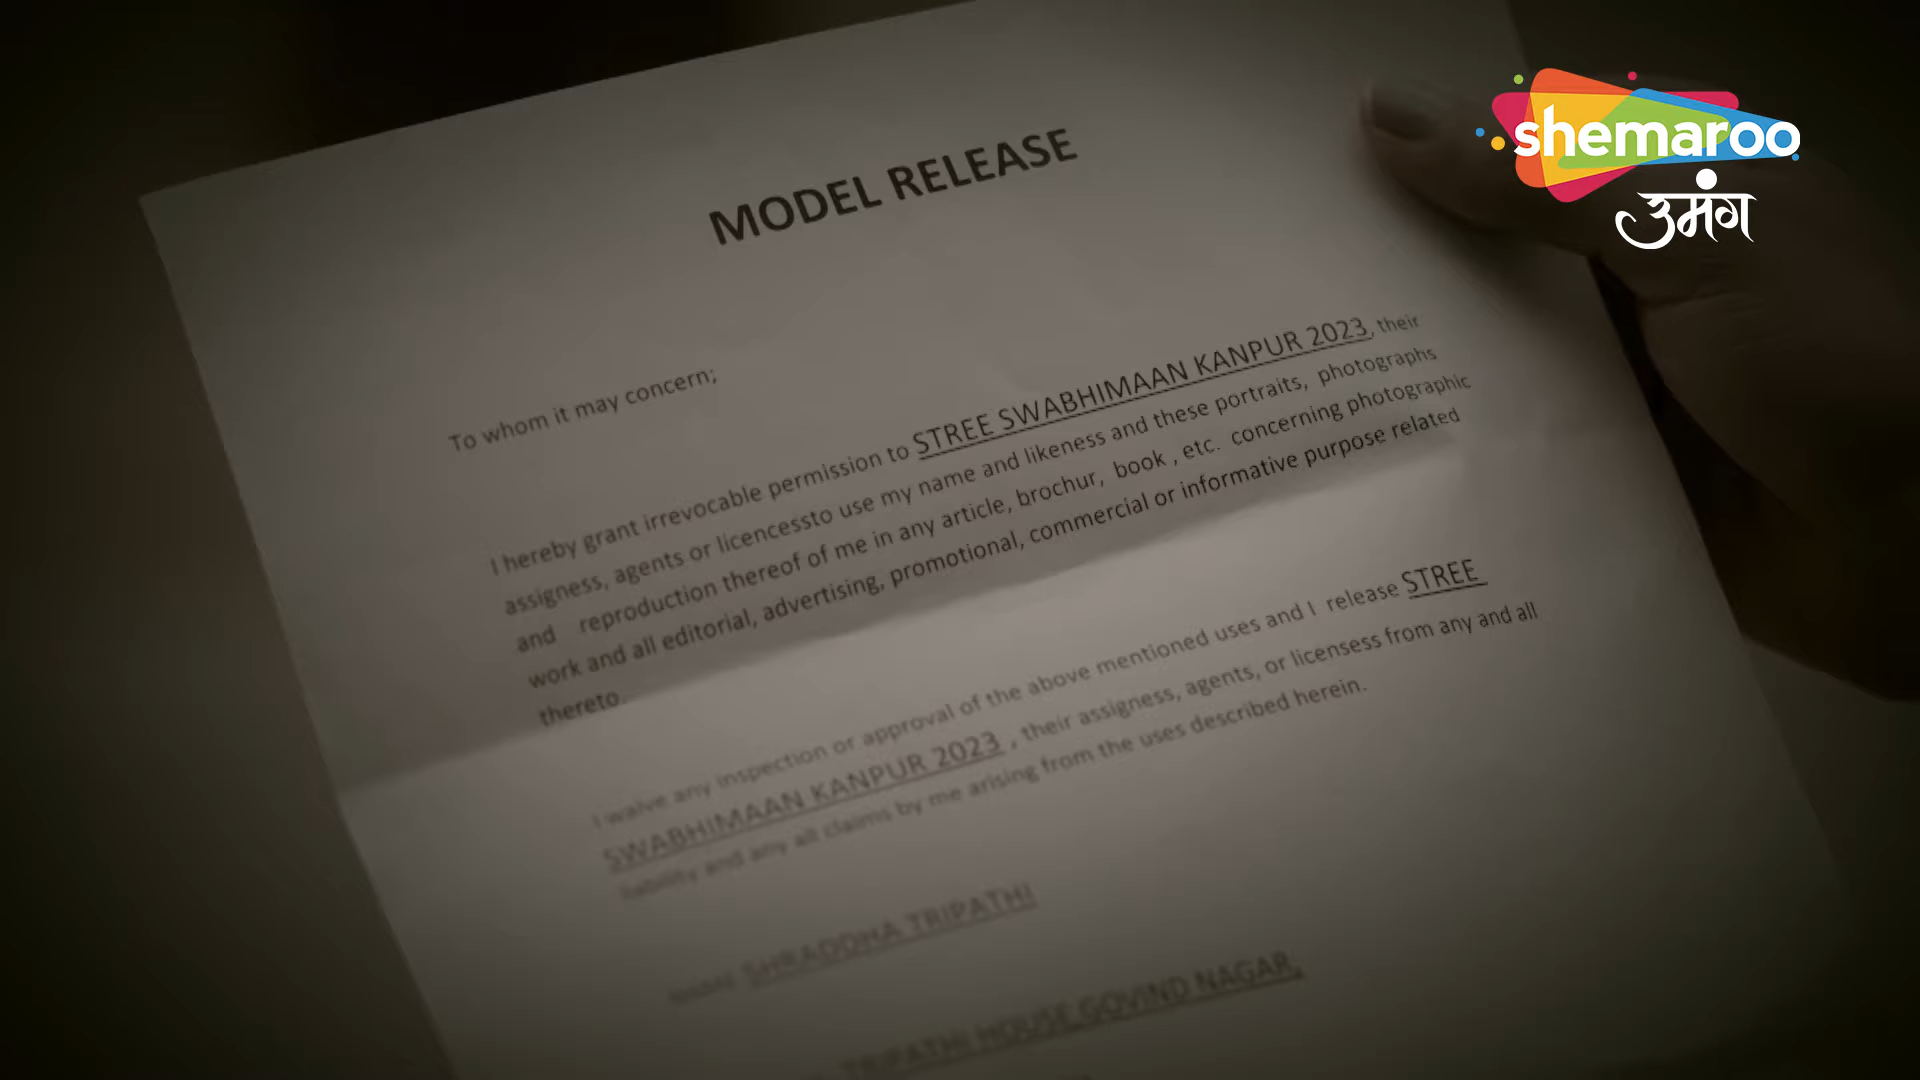 shemaroo
उमंग
MODEL RELEASE
To whom it may concern;
I hereby grant irrevocable permission to STREE SWABHIMAAN KANPUR 2023, their
assigness, agents or licencessto use my name and likeness and these portraits, photographs
and reproduction thereof of me in any article, brochur, book , etc. concerning photographic
work and all editorial, advertising, promotional, commercial or informative purpose related
thereto.
I waive any inspection or approval of the above mentioned uses and I release STREE
SWABHIMAAN KANPUR 2023 , their assigness, agents, or licensess from any and all
liability and any all claims by me arising from the uses described herein.
SHRADDHA TRIPATHI
TRIPATHI HOUSE GOVIND NAGAR,